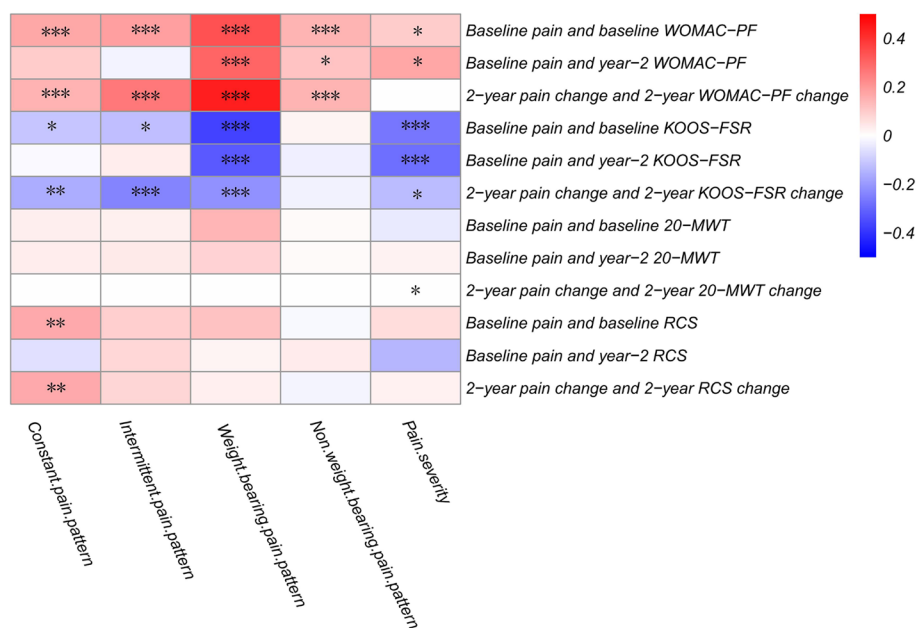 *** *** *** *** * Baseline pain and baseline WOMAC−PF
*** * * Baseline pain and year−2 WOMAC−PF
*** *** *** *** 2−year pain change and 2−year WOMAC−PF change
* * *** *** Baseline pain and baseline KOOS−FSR
*** *** Baseline pain and year−2 KOOS−FSR
** *** *** * 2−year pain change and 2−year KOOS−FSR change
Baseline pain and baseline 20−MWT
Baseline pain and year−2 20−MWT
* 2−year pain change and 2−year 20−MWT change
** Baseline pain and baseline RCS
Baseline pain and year−2 RCS
** 2−year pain change and 2−year RCS change
0.4
0.2
0
−0.2
−0.4
Constant.pain.pattern
Intermittent.pain.pattern
Weight.bearing.pain.pattern
Non.weight.bearing.pain.pattern
Pain.severity